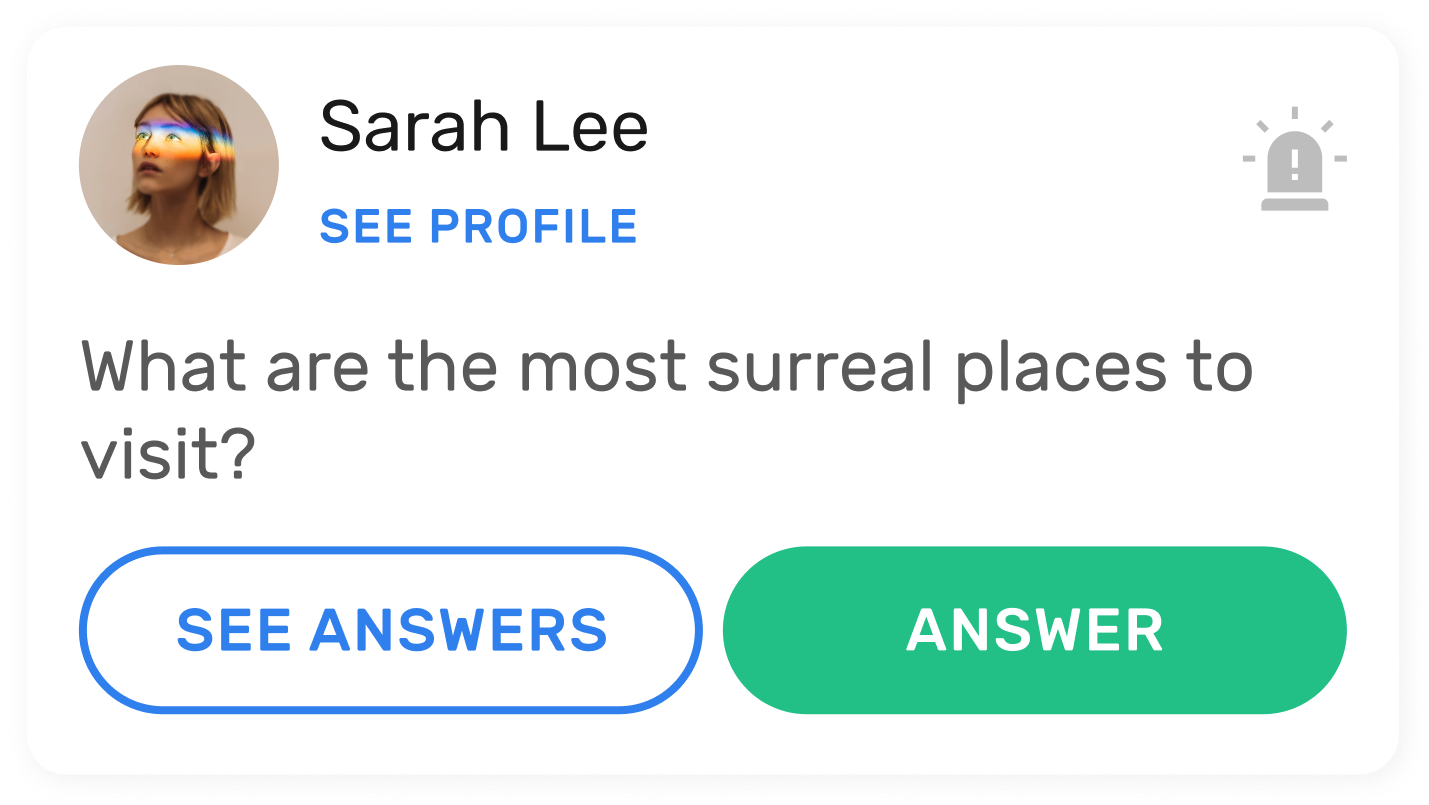 Sarah Lee
SEE PROFILE
What are the most surreal places to
visit?
SEE ANSWERS
ANSWER